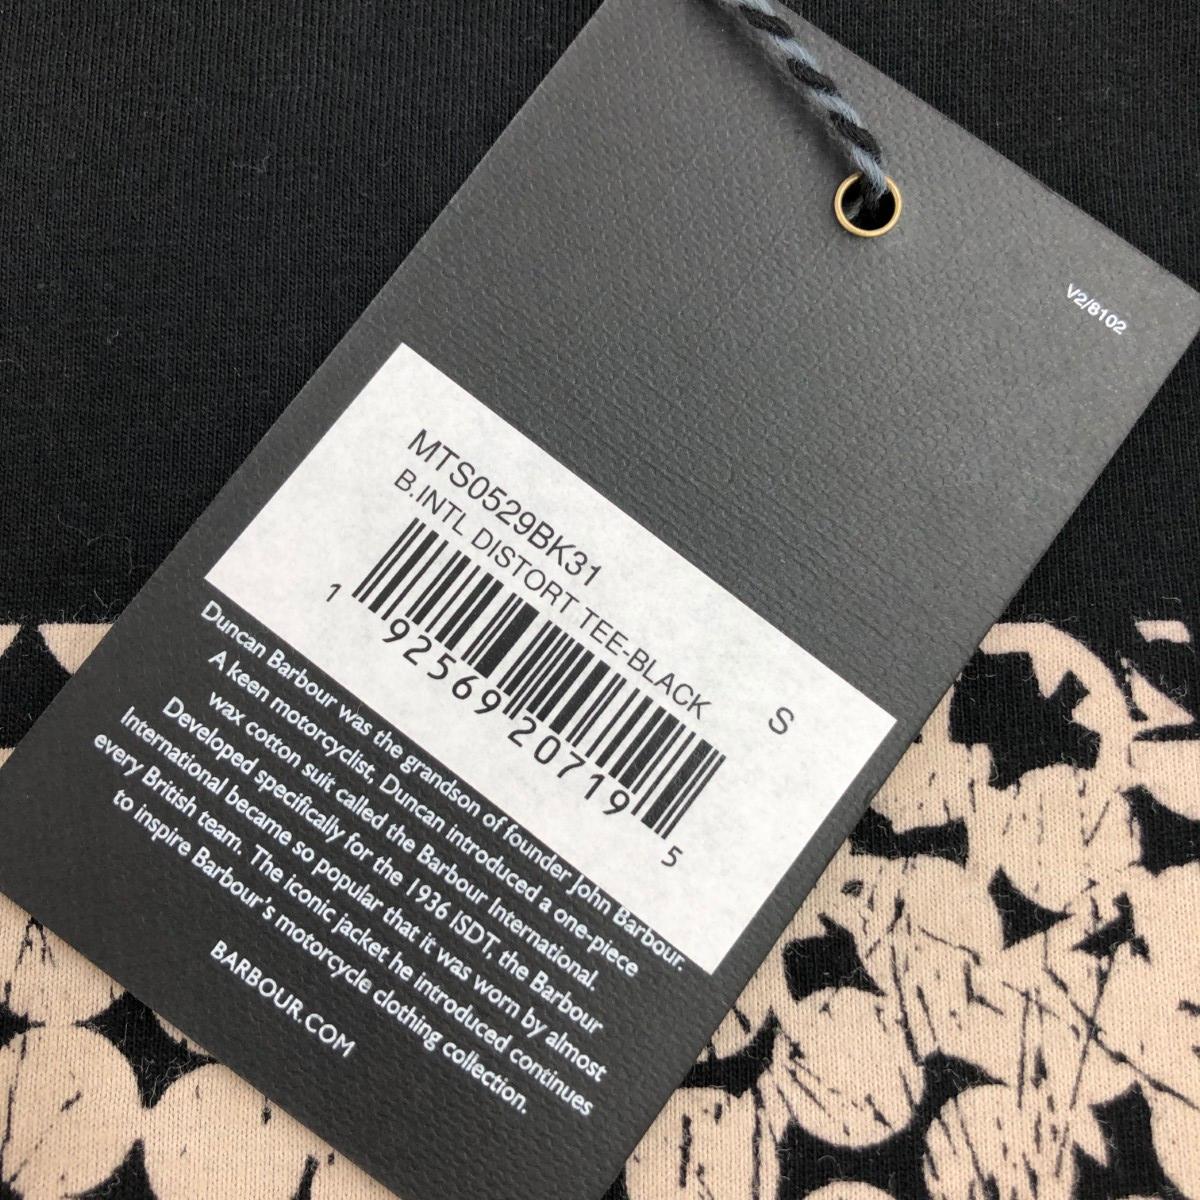 V2/8102
MTS0529BK31
B.INTL DISTORT TEE-BLACK
S
1 92569 20719 5
Duncan Barbour was the grandson of founder John Barbour.
A keen motorcyclist, Duncan introduced a one-piece
wax cotton suit called the Barbour International.
Developed specifically for the 1936 ISDT, the Barbour
International became so popular that it was worn by almost
every British team. The iconic jacket he introduced continues
to inspire Barbour's motorcycle clothing collection.
BARBOUR.COM